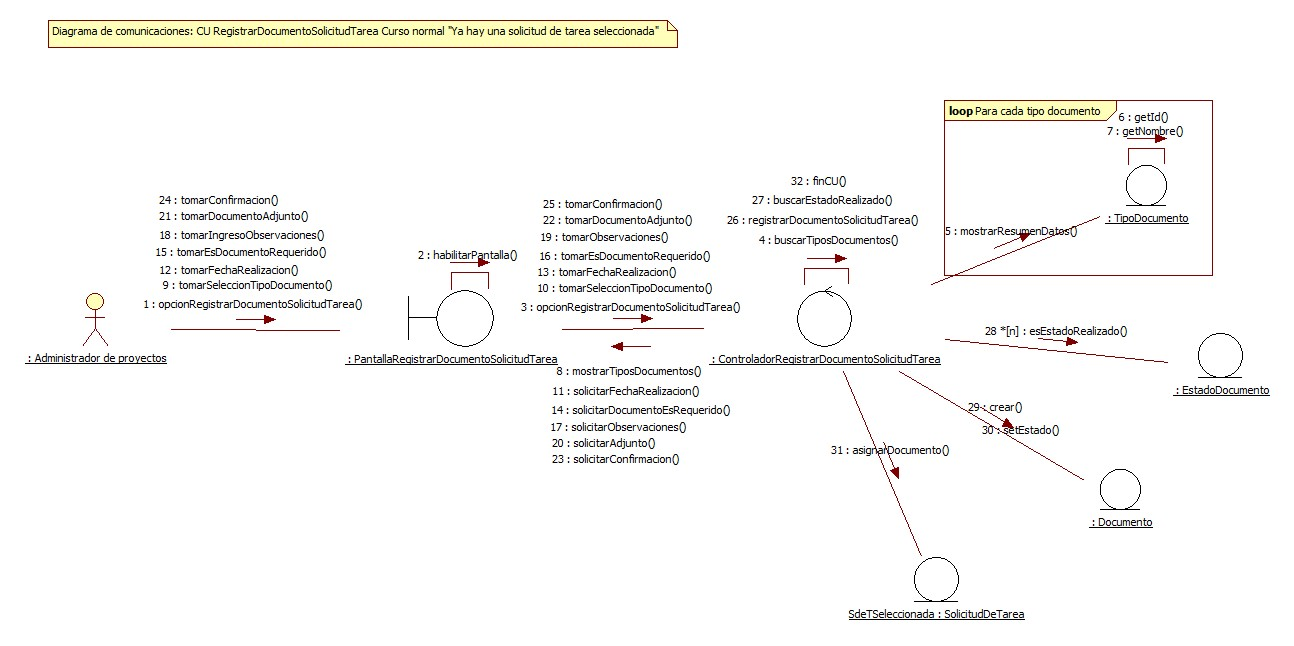 Diagrama de comunicaciones: CU RegistrarDocumentoSolicitudTarea Curso normal "Ya hay una solicitud de tarea seleccionada"
24 : tomarConfirmacion()
21 : tomarDocumentoAdjunto()
18 : tomarIngresoObservaciones()
15 : tomarEsDocumentoRequerido()
12 : tomarFechaRealizacion()
9 : tomarSeleccionTipoDocumento()
1 : opcionRegistrarDocumentoSolicitudTarea()
: Administrador de proyectos
2 : habilitarPantalla()
: PantallaRegistrarDocumentoSolicitudTarea
25 : tomarConfirmacion()
22 : tomarDocumentoAdjunto()
19 : tomarObservaciones()
16 : tomarEsDocumentoRequerido()
13 : tomarFechaRealizacion()
10 : tomarSeleccionTipoDocumento()
3 : opcionRegistrarDocumentoSolicitudTarea()
8 : mostrarTiposDocumentos()
11 : solicitarFechaRealizacion()
14 : solicitarDocumentoEsRequerido()
17 : solicitarObservaciones()
20 : solicitarAdjunto()
23 : solicitarConfirmacion()
32 : finCU()
27 : buscarEstadoRealizado()
26 : registrarDocumentoSolicitudTarea()
4 : buscarTiposDocumentos()
: ControladorRegistrarDocumentoSolicitudTarea
loop Para cada tipo documento
6 : getId()
7 : getNombre()
: TipoDocumento
5 : mostrarResumenDatos()
28 *[n] : esEstadoRealizado()
: EstadoDocumento
29 : crear()
30 : setEstado()
: Documento
31 : asignarDocumento()
SdeTSeleccionada : SolicitudDeTarea